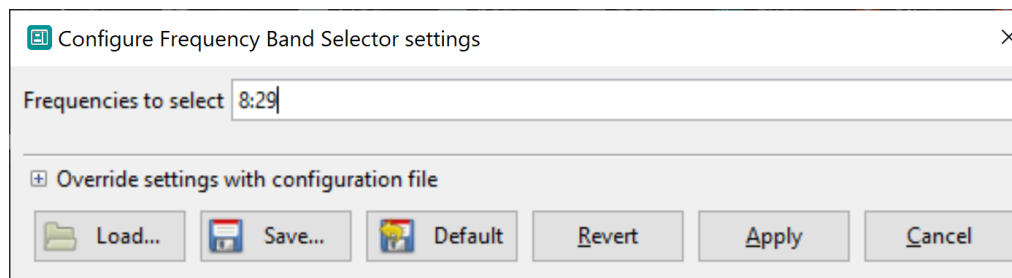 Configure Frequency Band Selector settings
Frequencies to select 8:29
Override settings with configuration file
Load... Save... Default Revert Apply Cancel